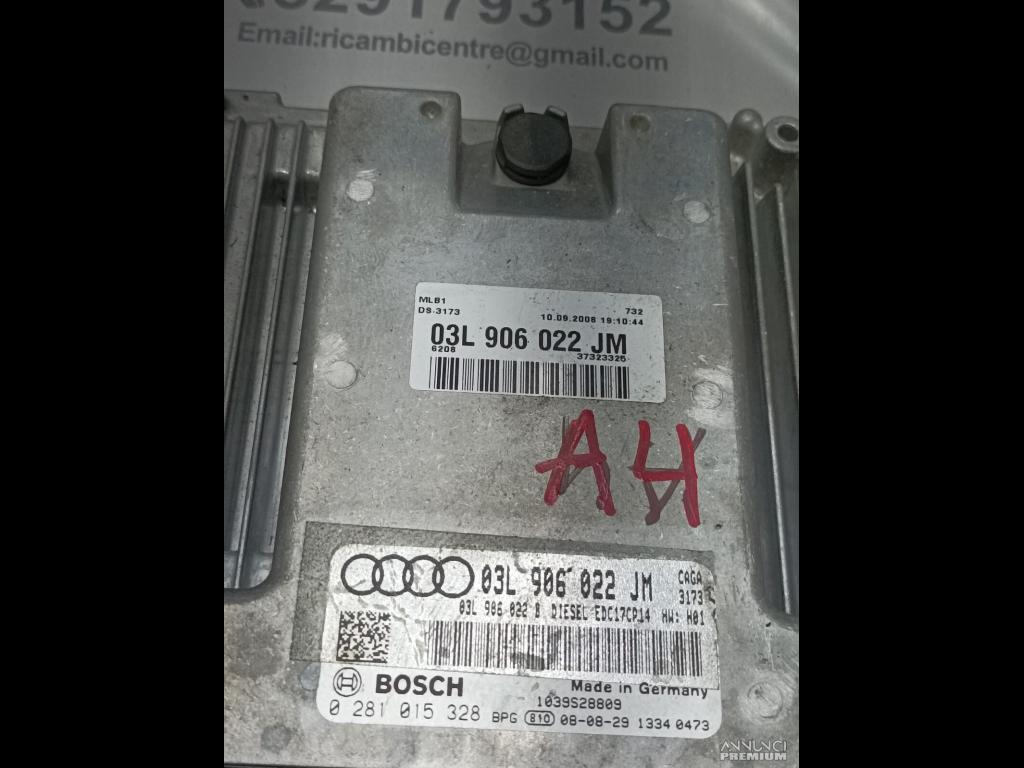 3291793152
Email:ricambicentre@gmail.com
MLB1 732
DS-3173 10.09.2008 19:10:44
03L 906 022 JM
6208 37323325
A4
03L 906 022 JM CAGA
3173
03L 906 022 B DIESEL EDC17CP14 HW: H01
BOSCH Made in Germany
1039S28809
0 281 015 328 BPG 810 08-08-29 1334 0473
ANNUNCI
PREMIUM